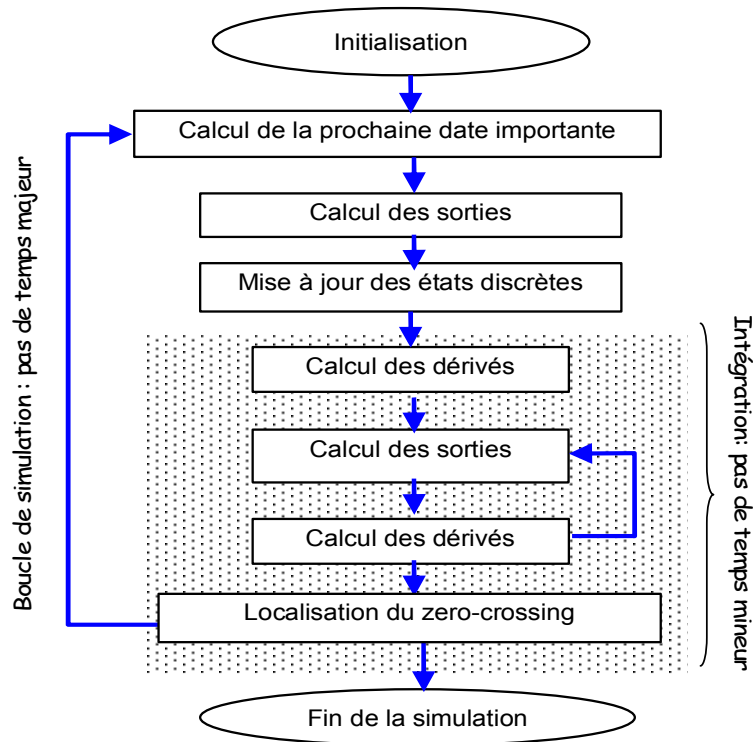 Initialisation
Calcul de la prochaine date importante
Calcul des sorties
Mise à jour des états discrètes
Calcul des dérivés
Calcul des sorties
Calcul des dérivés
Localisation du zero-crossing
Fin de la simulation
Boucle de simulation : pas de temps majeur
Intégration: pas de temps mineur